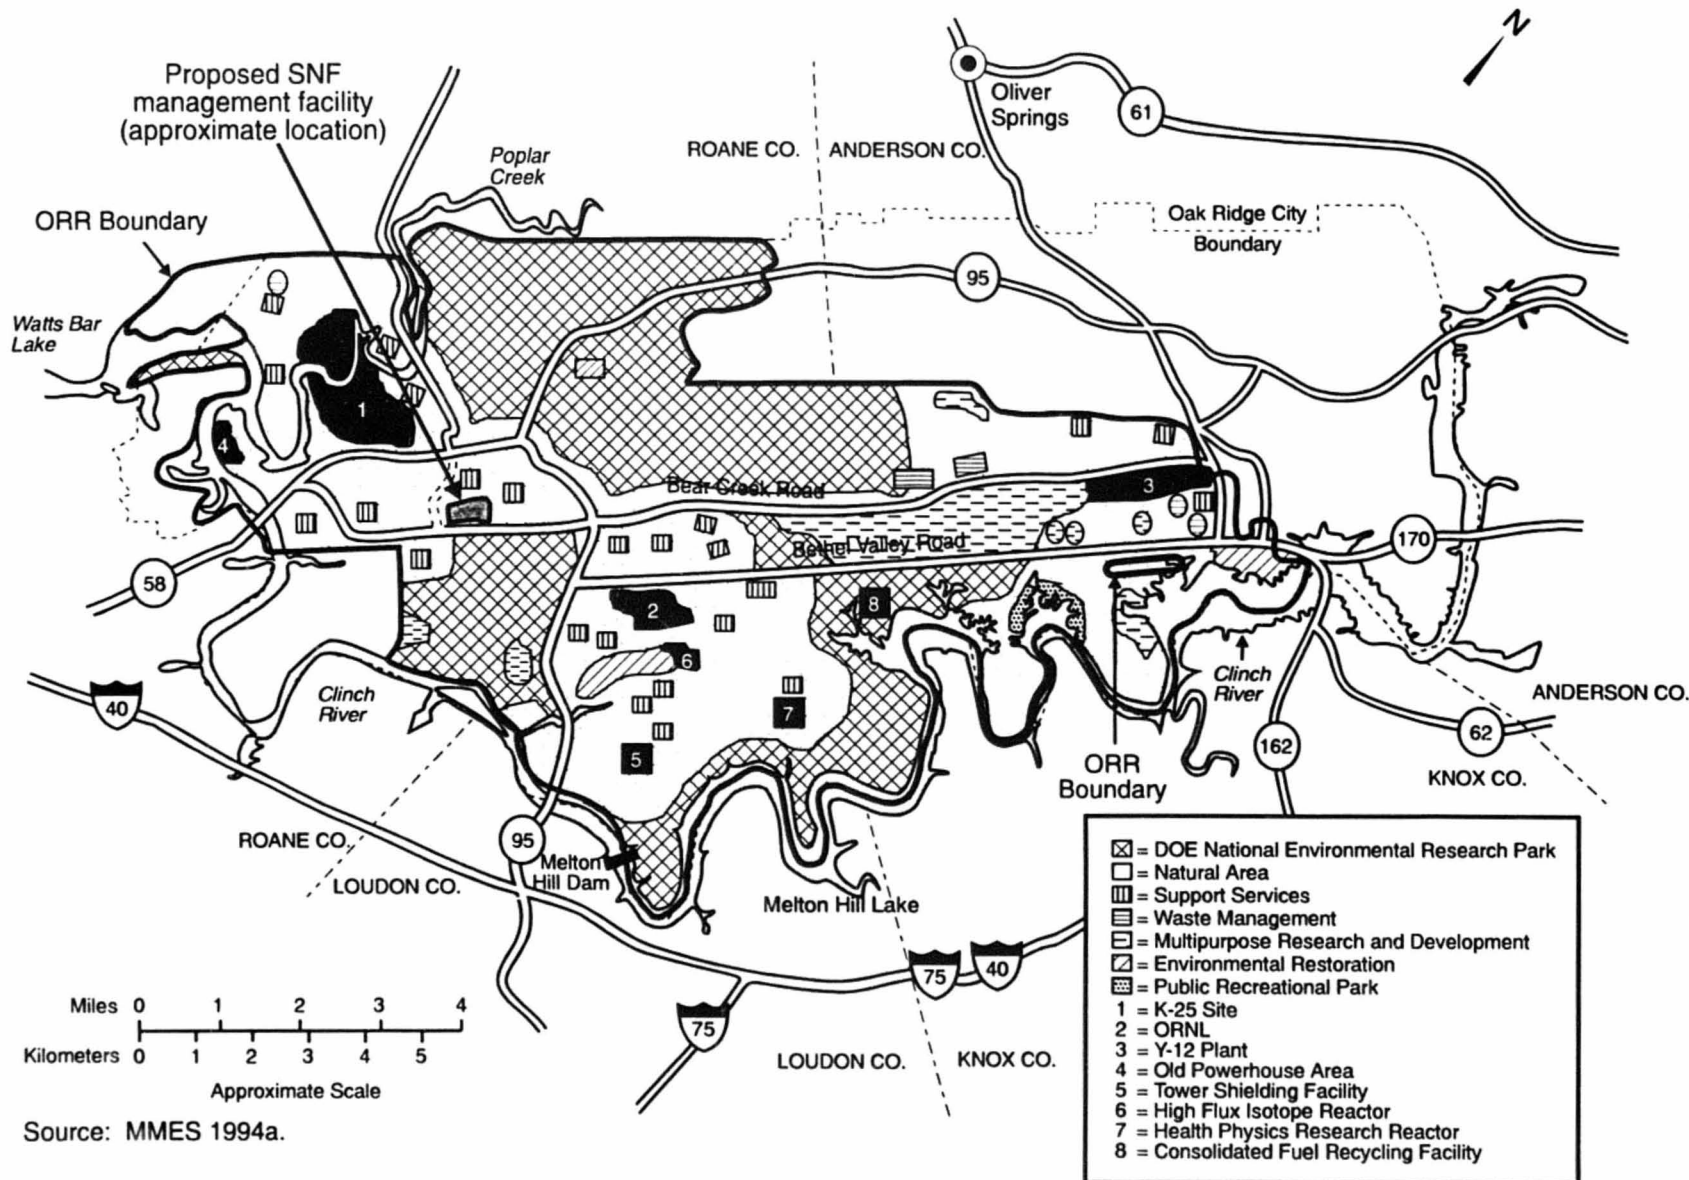 N
Proposed SNF
management facility
(approximate location)
Oliver
Springs
61
ROANE CO.
ANDERSON CO.
Poplar
Creek
ORR Boundary
Oak Ridge City
Boundary
95
Watts Bar
Lake
1
4
Bear Creek Road
3
Bethel Valley Road
170
58
2
8
6
Clinch
River
Clinch
River
40
7
ANDERSON CO.
5
162
62
ORR
Boundary
KNOX CO.
ROANE CO.
95
Melton
Hill Dam
LOUDON CO.
Melton Hill Lake
75
40
75
LOUDON CO.
KNOX CO.
= DOE National Environmental Research Park
= Natural Area
= Support Services
= Waste Management
= Multipurpose Research and Development
= Environmental Restoration
= Public Recreational Park
1 = K-25 Site
2 = ORNL
3 = Y-12 Plant
4 = Old Powerhouse Area
5 = Tower Shielding Facility
6 = High Flux Isotope Reactor
7 = Health Physics Research Reactor
8 = Consolidated Fuel Recycling Facility
Miles 0 1 2 3 4
Kilometers 0 1 2 3 4 5
Approximate Scale
Source: MMES 1994a.